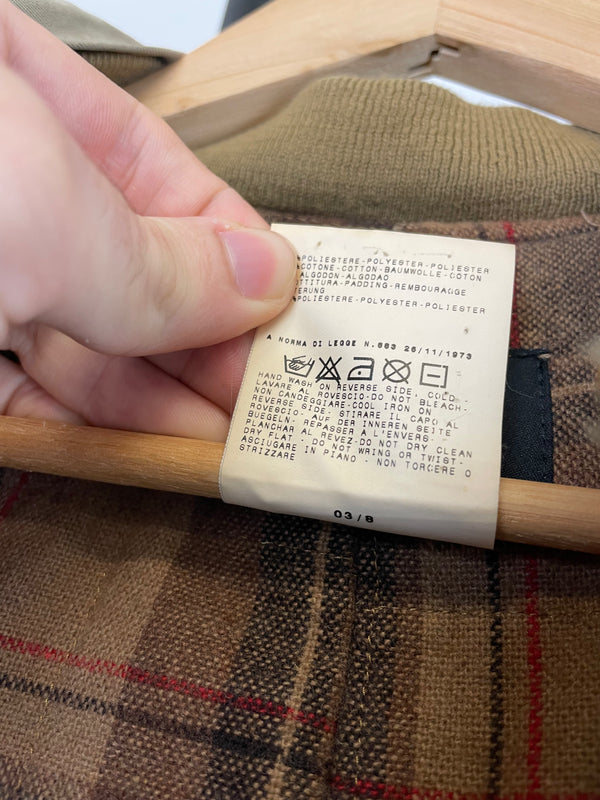 POLIESTERE-POLYESTER-POLYESTER
COTONE-COTTON-BAUMWOLLE-COTON
ALGODON-ALGODAO
OTTITURA-PADDING-REMBOURAGGE
TERUNG
POLIESTERE-POLYESTER-POLIESTER
A NORMA DI LEGGE N.883 26/11/1973
HAND WASH ON REVERSE SIDE, COLD-
LAVARE AL ROVESCIO-DO NOT BLEACH-
NON CANDEGGIARE-COOL IRON ON
REVERSE SIDE- STIRARE IL CAPO AL
ROVESCIO- AUF DER INNEREN SEITE
BUEGELN- REPASSER À L'ENVERS-
PLANCHAR AL REVEZ-DO NOT DRY CLEAN
DRY FLAT - DO NOT WRING OR TWIST-
ASCIUGARE IN PIANO - NON TORCERE O
STRIZZARE
03/8